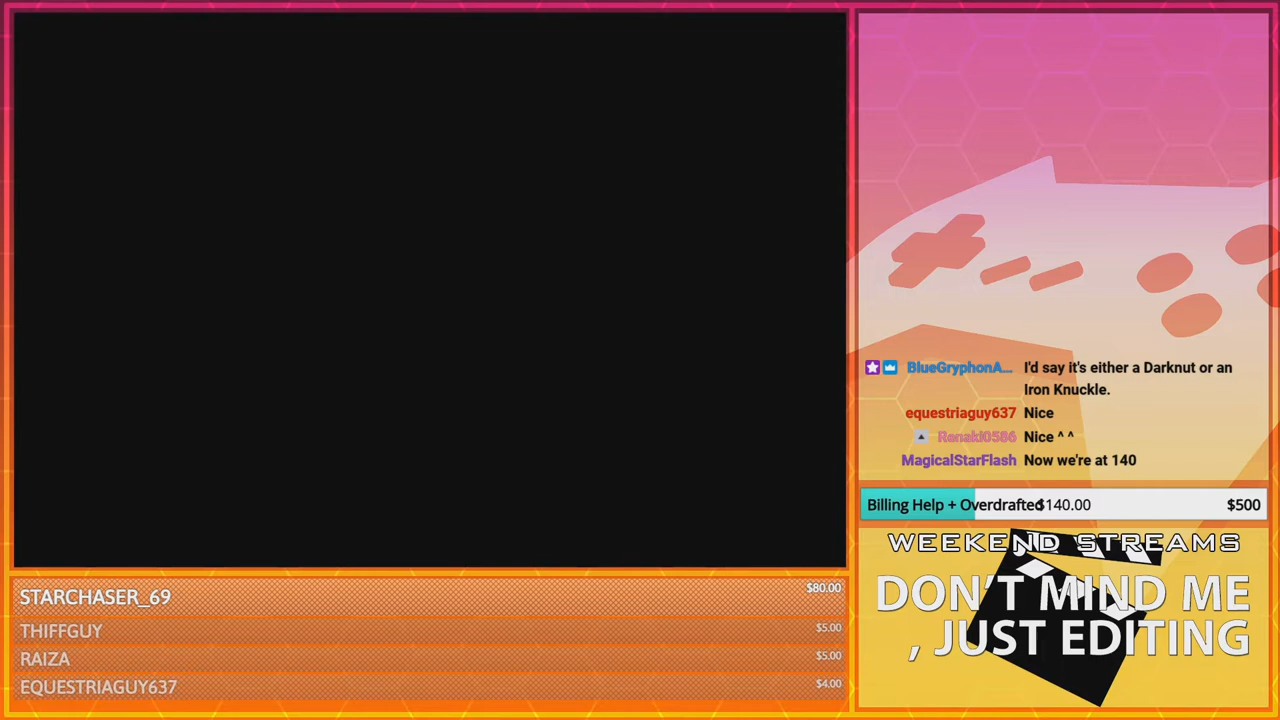 BlueGryphonA... I'd say it's either a Darknut or an
Iron Knuckle.
equestriaguy637 Nice
Renaki0586 Nice ^ ^
MagicalStarFlash Now we're at 140
Billing Help + Overdrafted $140.00 $500
WEEKEND STREAMS
DON'T MIND ME
, JUST EDITING
STARCHASER_69 $80.00
THIFFGUY $5.00
RAIZA $5.00
EQUESTRIAGUY637 $4.00